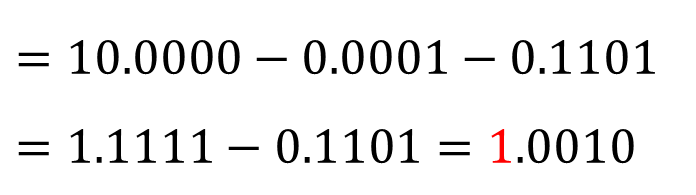 = 10.0000 − 0.0001 − 0.1101
= 1.1111 − 0.1101 = 1.0010